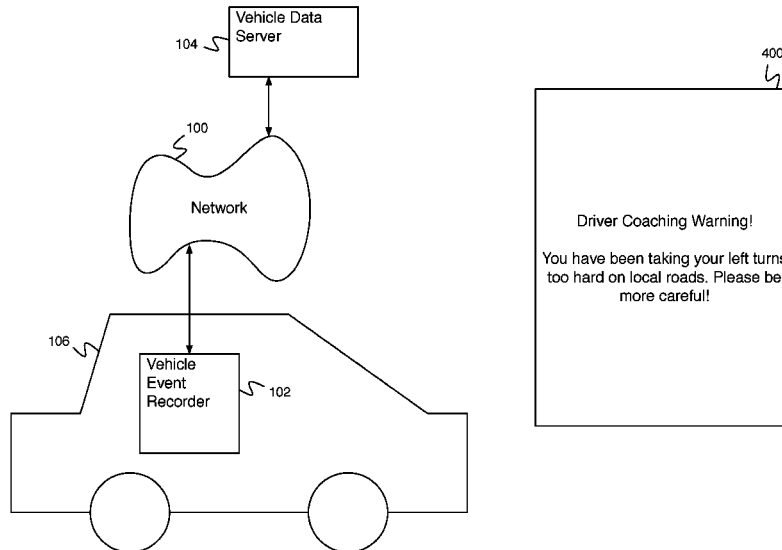 Vehicle Data
Server
104
100
Network
106
Vehicle
Event
Recorder
102
400
Driver Coaching Warning!
You have been taking your left turns
too hard on local roads. Please be
more careful!